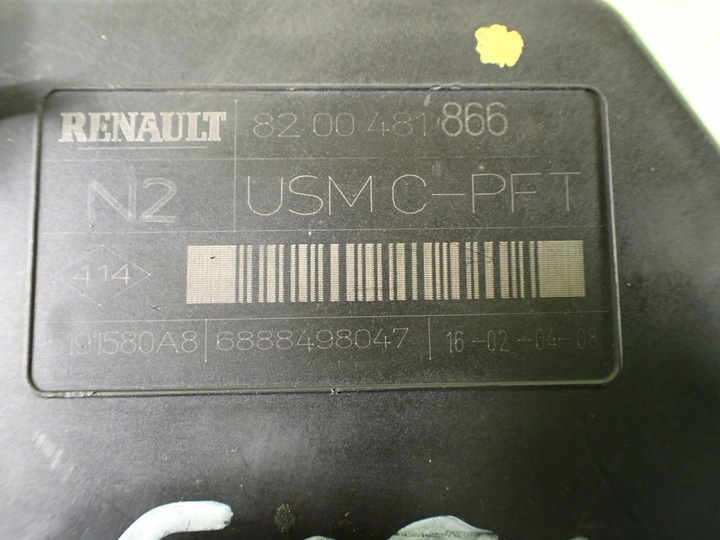 RENAULT 82 00 481 866
N2 USM C-PFT
414
5191580A8 6888498047 16-02-04-08